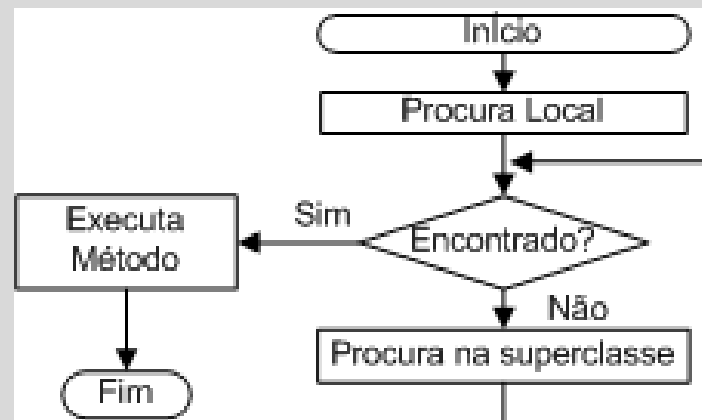 Início
Procura Local
Encontrado?
Sim
Executa
Método
Fim
Não
Procura na superclasse